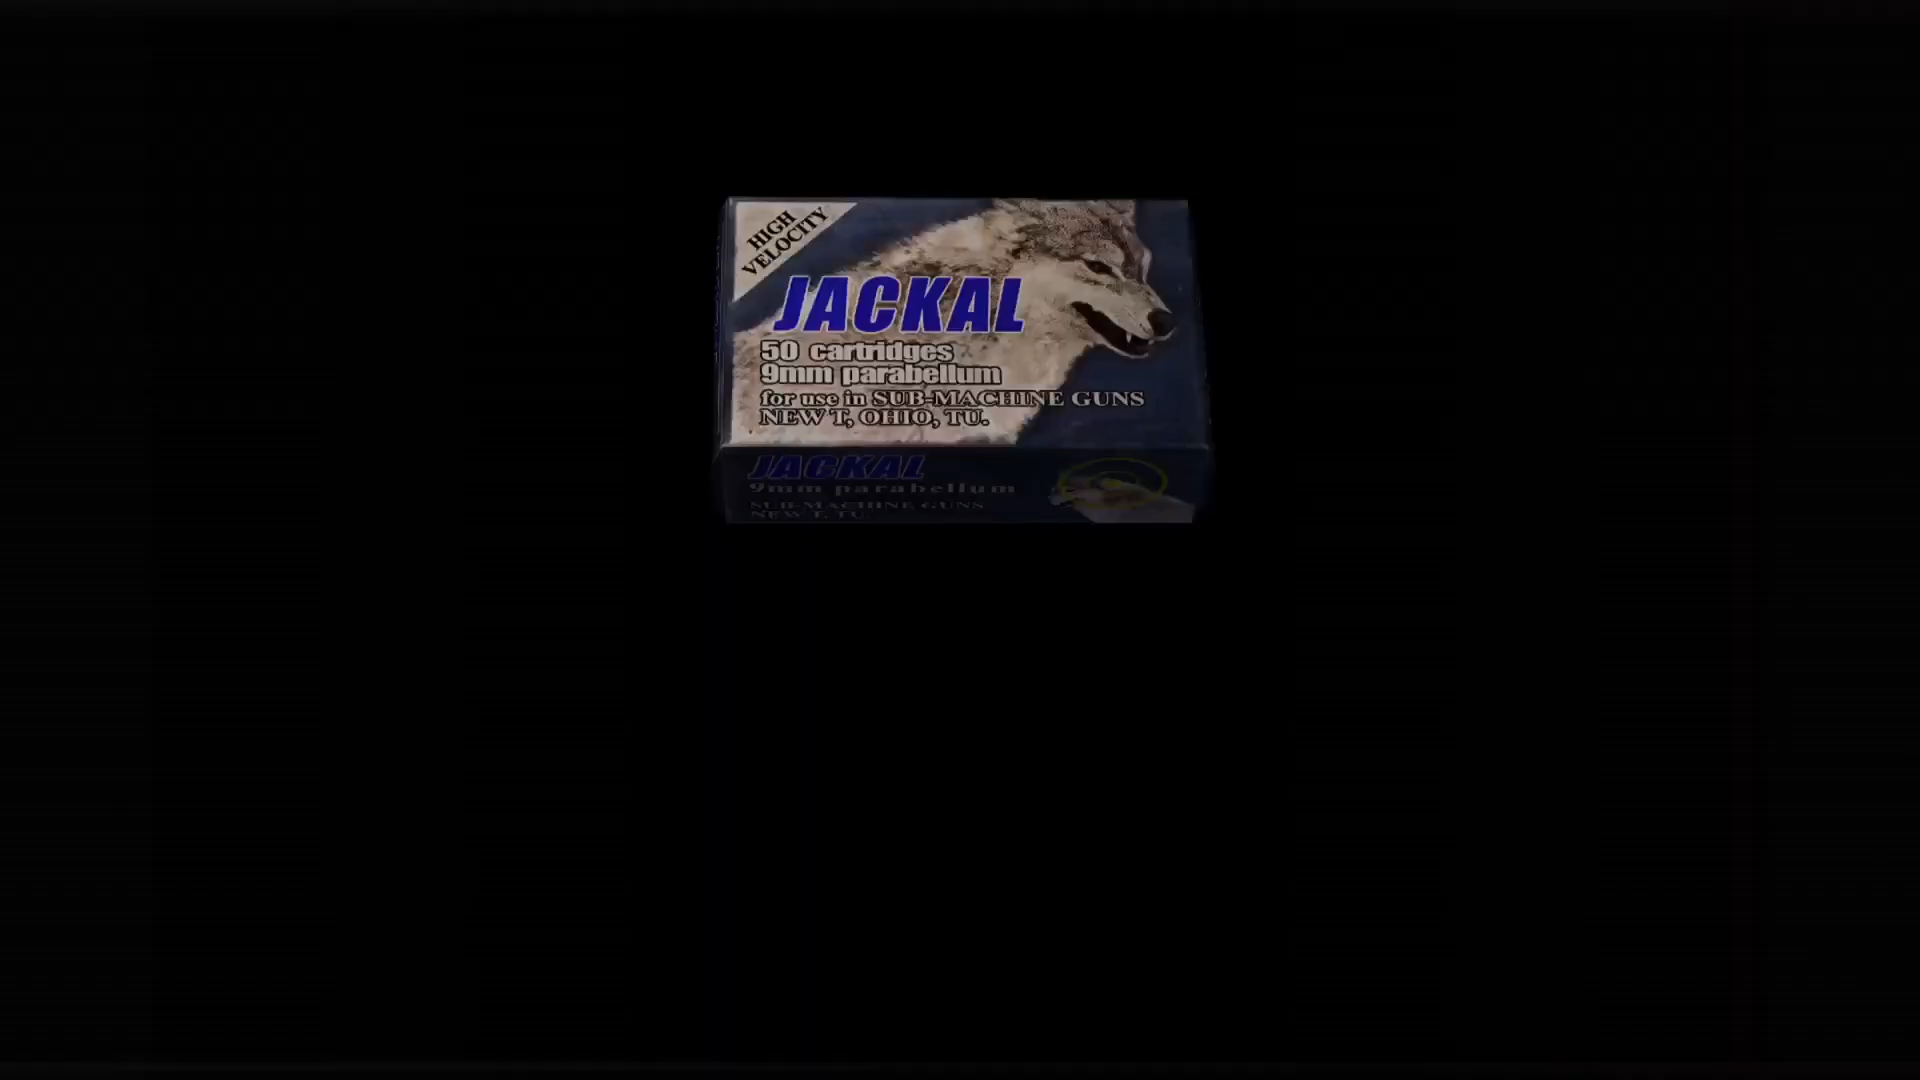 HIGH
VELOCITY
JACKAL
50 cartridges
9mm parabellum
for use in SUB-MACHINE GUNS
NEW T, OHIO, TU.
JACKAL
9mm parabellum
SUB-MACHINE GUNS
NEW T, TU